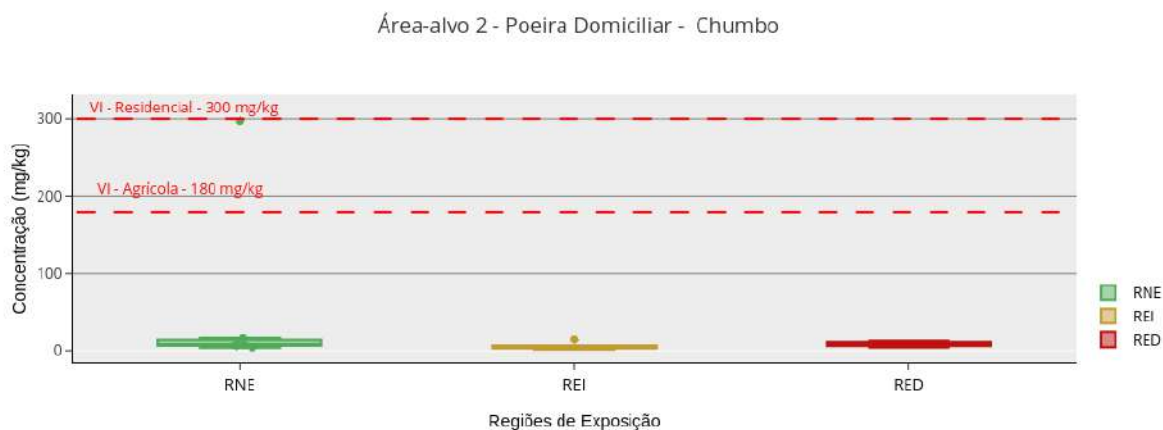 Área-alvo 2 - Poeira Domiciliar - Chumbo
VI - Residencial - 300 mg/kg
300
VI - Agrícola - 180 mg/kg
200
100
0
Concentração (mg/kg)
RNE
REI
RED
RNE REI RED
Regiões de Exposição